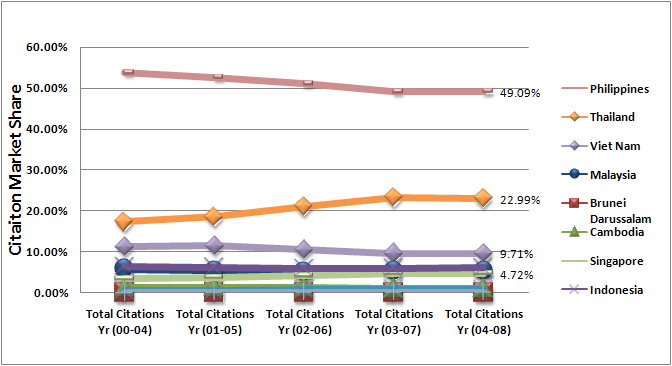 60.00%
50.00%
40.00%
30.00%
20.00%
10.00%
0.00%
Citaiton Market Share
49.09%
22.99%
9.71%
4.72%
Total Citations Yr (00-04)
Total Citations Yr (01-05)
Total Citations Yr (02-06)
Total Citations Yr (03-07)
Total Citations Yr (04-08)
Philippines
Thailand
Viet Nam
Malaysia
Brunei
Darussalam
Cambodia
Singapore
Indonesia